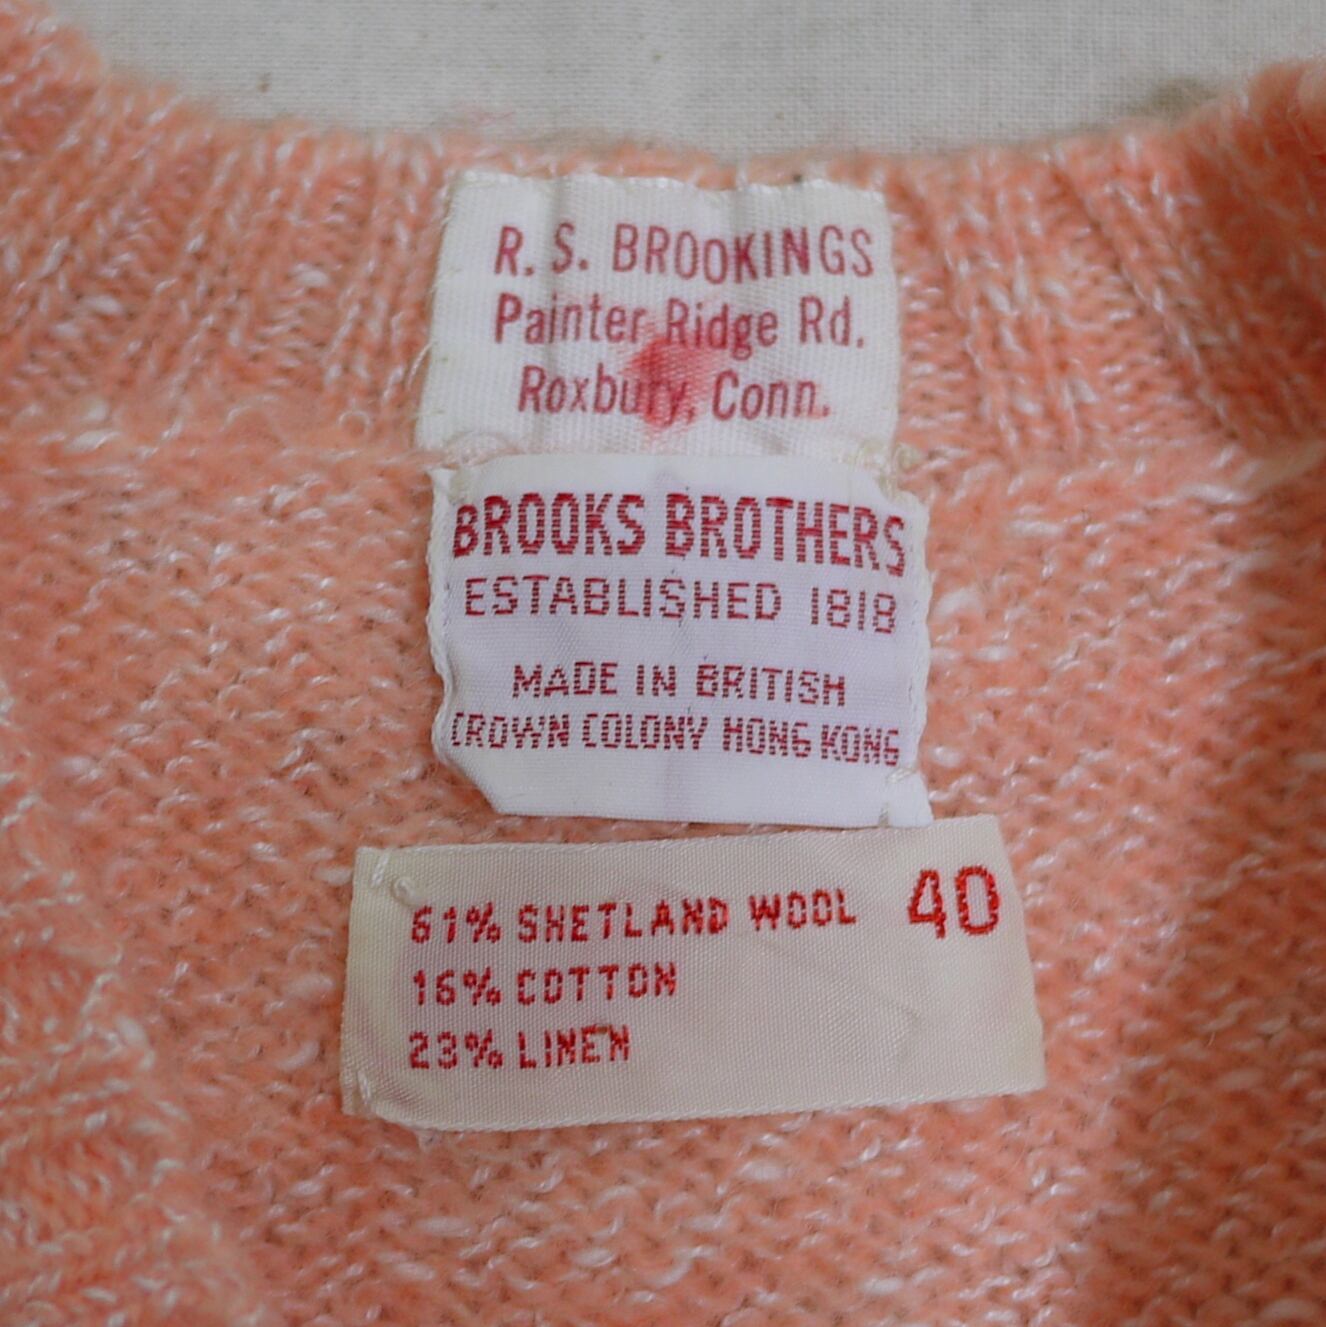 R. S. BROOKINGS
Painter Ridge Rd.
Roxbury, Conn.
BROOKS BROTHERS
ESTABLISHED 1818
MADE IN BRITISH
CROWN COLONY HONG KONG
61% SHETLAND WOOL 40
16% COTTON
23% LINEN